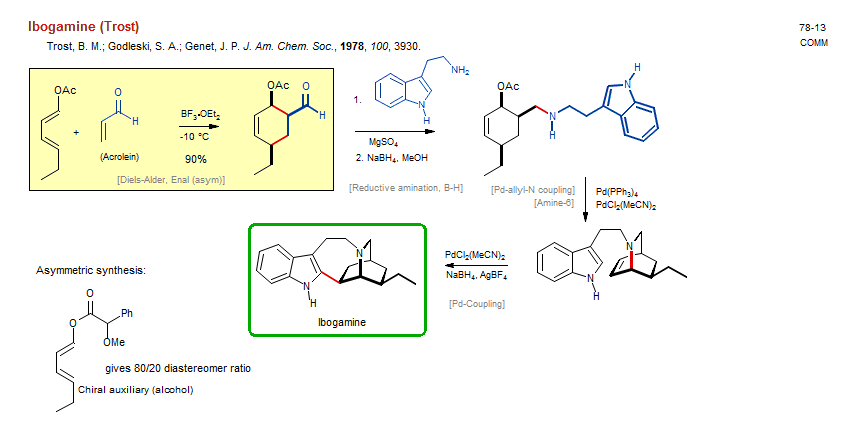 Ibogamine (Trost)
78-13
Trost, B. M.; Godleski, S. A.; Genet, J. P. J. Am. Chem. Soc., 1978, 100, 3930.
COMM
OAc
O
H
+
(Acrolein)
BF₃•OEt₂
-10 °C
90%
OAc O
H
[Diels-Alder, Enal (asym)]
1.
NH₂
N
H
MgSO₄
2. NaBH₄, MeOH
[Reductive amination, B-H]
OAc
N
H
H
N
[Pd-allyl-N coupling]
[Amine-6]
Pd(PPh₃)₄
PdCl₂(MeCN)₂
N
N
H
PdCl₂(MeCN)₂
NaBH₄, AgBF₄
[Pd-Coupling]
N
N
H
Ibogamine
Asymmetric synthesis:
O
O
Ph
OMe
gives 80/20 diastereomer ratio
Chiral auxiliary (alcohol)